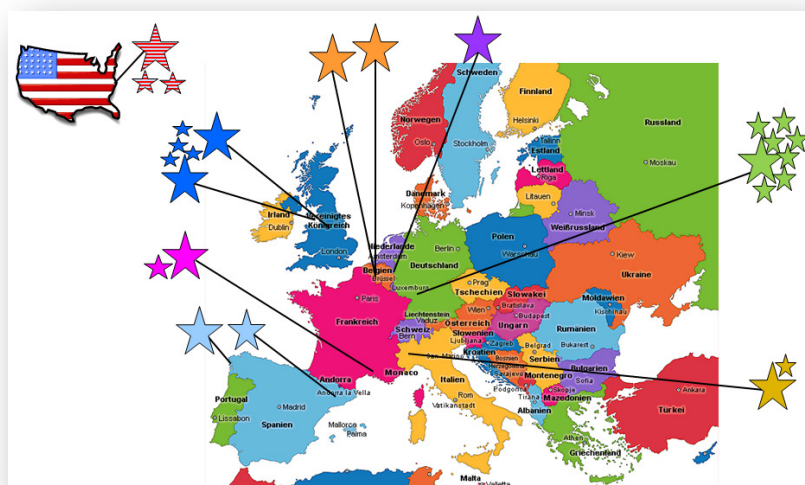 Schweden
Finnland
Helsinki
Norwegen
Oslo
Stockholm
Russland
Moskau
Tallinn
Estland
Lettland
Riga
Dänemark
Kopenhagen
Litauen
Minsk
Weißrussland
Irland
Dublin
Vereinigtes
Königreich
London
Niederlande
Amsterdam
Berlin
Deutschland
Polen
Warschau
Belgien
Brüssel
Luxemburg
Kiew
Ukraine
Prag
Tschechien
Paris
Frankreich
Liechtenstein
Vaduz
Schweiz
Bern
Wien
Österreich
Slowakei
Bratislava
Budapest
Ungarn
Moldawien
Kischinau
Slowenien
Ljubljana
Kroatien
Zagreb
Rumänien
Bukarest
Belgrad
Serbien
Bosnien
Herzegowina
Sarajevo
San Marino
Monaco
Montenegro
Podgorica
Bulgarien
Sofia
Skopje
Mazedonien
Tirana
Albanien
Andorra
Andorra la Vella
Italien
Rom
Vatikanstadt
Portugal
Lissabon
Madrid
Spanien
Mallorca
Palma
Ankara
Türkei
Athen
Griechenland
Malta
Valletta